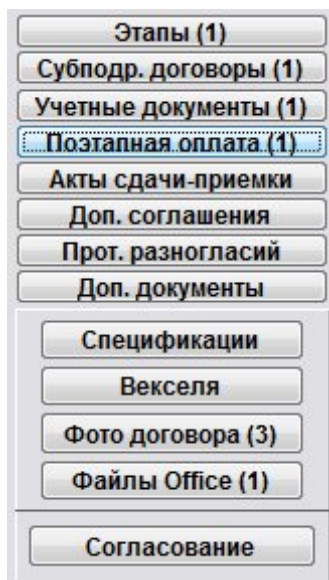 Этапы (1)
Субподр. договоры (1)
Учетные документы (1)
Поэтапная оплата (1)
Акты сдачи-приемки
Доп. соглашения
Прот. разногласий
Доп. документы
Спецификации
Векселя
Фото договора (3)
Файлы Office (1)
Согласование